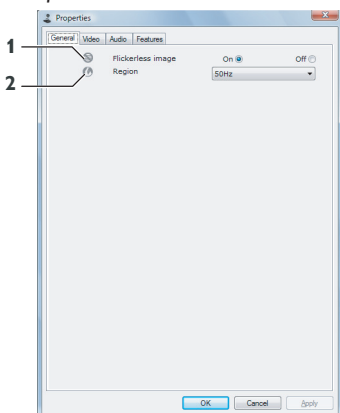 Properties
General Video Audio Features
1 Flickerless image On Off
2 Region 50Hz
OK Cancel Apply